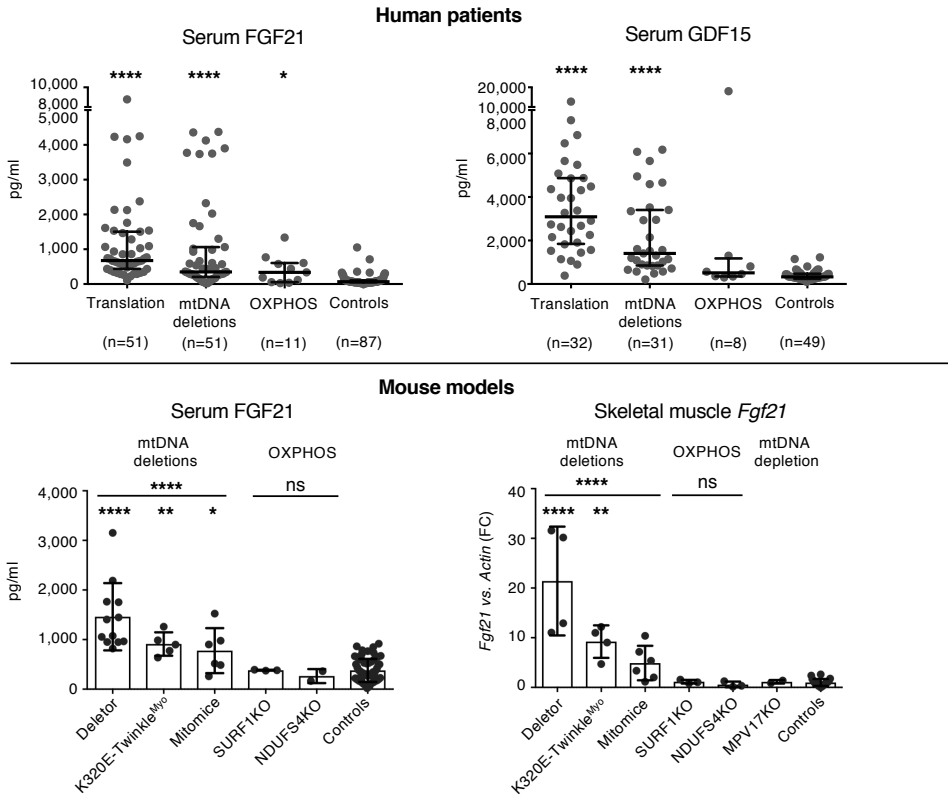 Human patients
Serum FGF21
**** **** *
10,000
8,000
5,000
4,000
3,000
2,000
1,000
0
pg/ml
Translation
mtDNA
deletions
OXPHOS
Controls
(n=51) (n=51) (n=11) (n=87)
Serum GDF15
**** ****
20,000
10,000
8,000
6,000
4,000
2,000
0
pg/ml
Translation
mtDNA
deletions
OXPHOS
Controls
(n=32) (n=31) (n=8) (n=49)
Mouse models
Serum FGF21
mtDNA
deletions
OXPHOS
**** ns
**** ** *
4,000
3,000
2,000
1,000
0
pg/ml
Deletor
K320E-TwinkleMyo
Mitomice
SURF1KO
NDUFS4KO
Controls
Skeletal muscle Fgf21
mtDNA
deletions
OXPHOS
mtDNA
depletion
**** ns
**** **
40
30
20
10
0
Fgf21 vs. Actin (FC)
Deletor
K320E-TwinkleMyo
Mitomice
SURF1KO
NDUFS4KO
MPV17KO
Controls